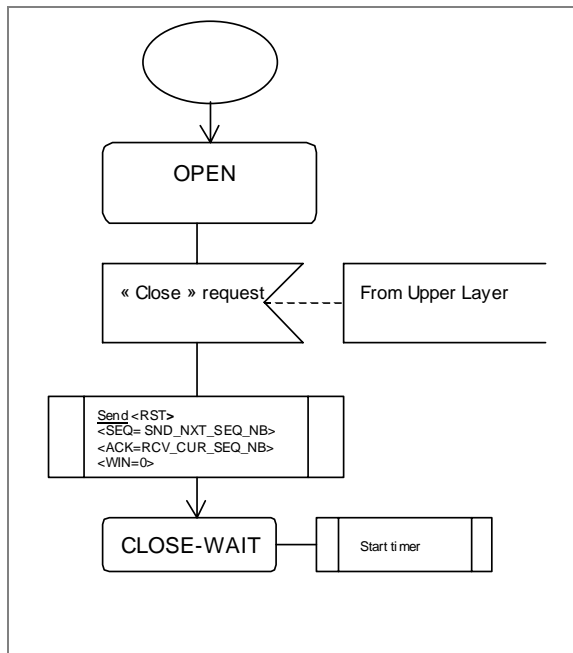 OPEN
« Close » request
From Upper Layer
Send <RST>
<SEQ= SND_NXT_SEQ_NB>
<ACK=RCV_CUR_SEQ_NB>
<WIN=0>
CLOSE-WAIT
Start timer